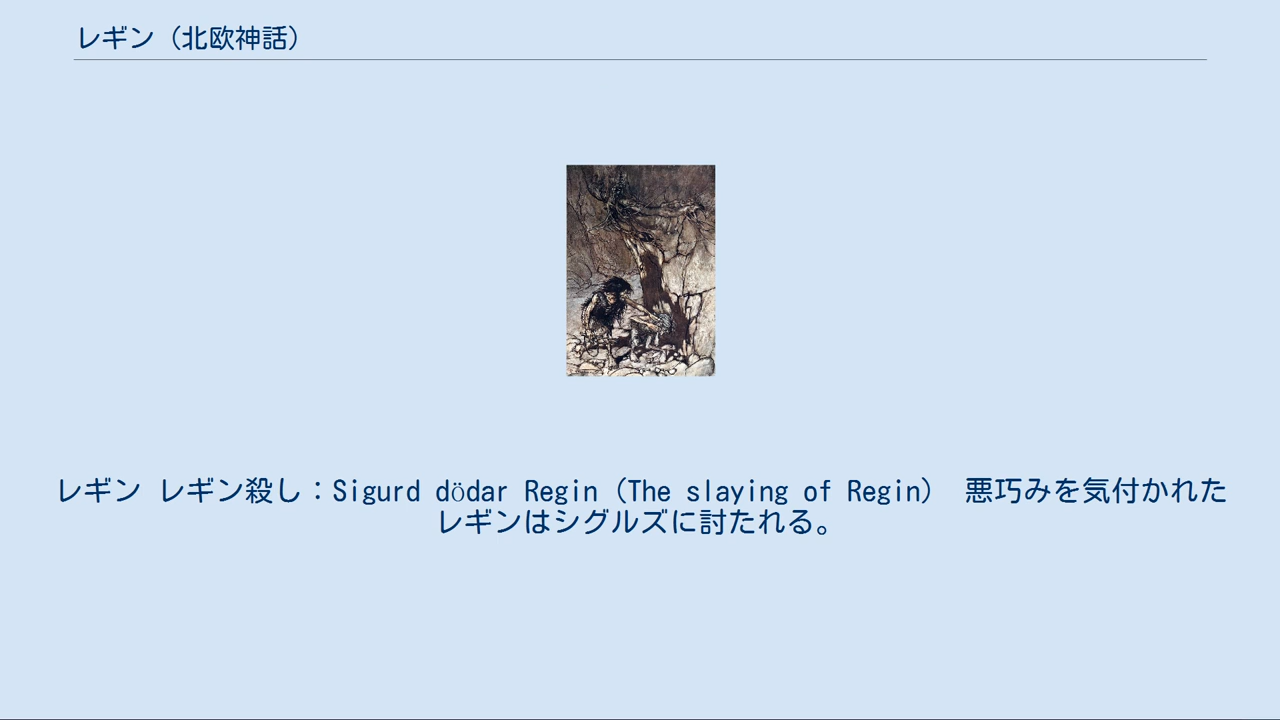 レギン（北欧神話）
レギン レギン殺し：Sigurd dödar Regin（The slaying of Regin） 悪巧みを気付かれた
レギンはシグルズに討たれる。